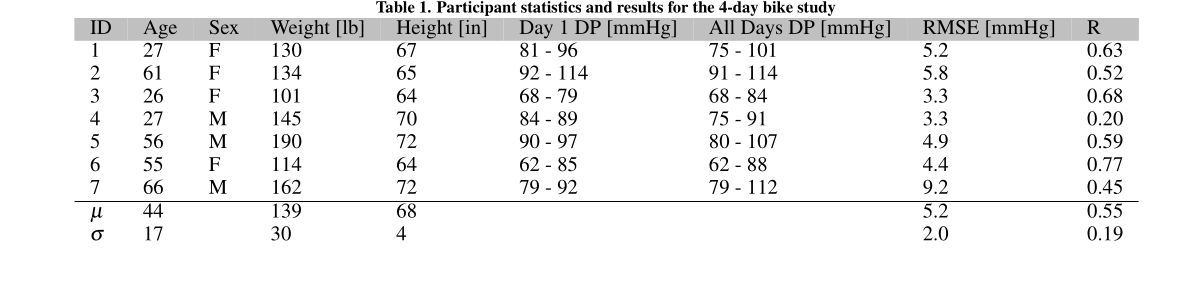 Table 1. Participant statistics and results for the 4-day bike study
ID Age Sex Weight [lb] Height [in] Day 1 DP [mmHg] All Days DP [mmHg] RMSE [mmHg] R
1 27 F 130 67 81 - 96 75 - 101 5.2 0.63
2 61 F 134 65 92 - 114 91 - 114 5.8 0.52
3 26 F 101 64 68 - 79 68 - 84 3.3 0.68
4 27 M 145 70 84 - 89 75 - 91 3.3 0.20
5 56 M 190 72 90 - 97 80 - 107 4.9 0.59
6 55 F 114 64 62 - 85 62 - 88 4.4 0.77
7 66 M 162 72 79 - 92 79 - 112 9.2 0.45
μ 44 139 68 5.2 0.55
σ 17 30 4 2.0 0.19